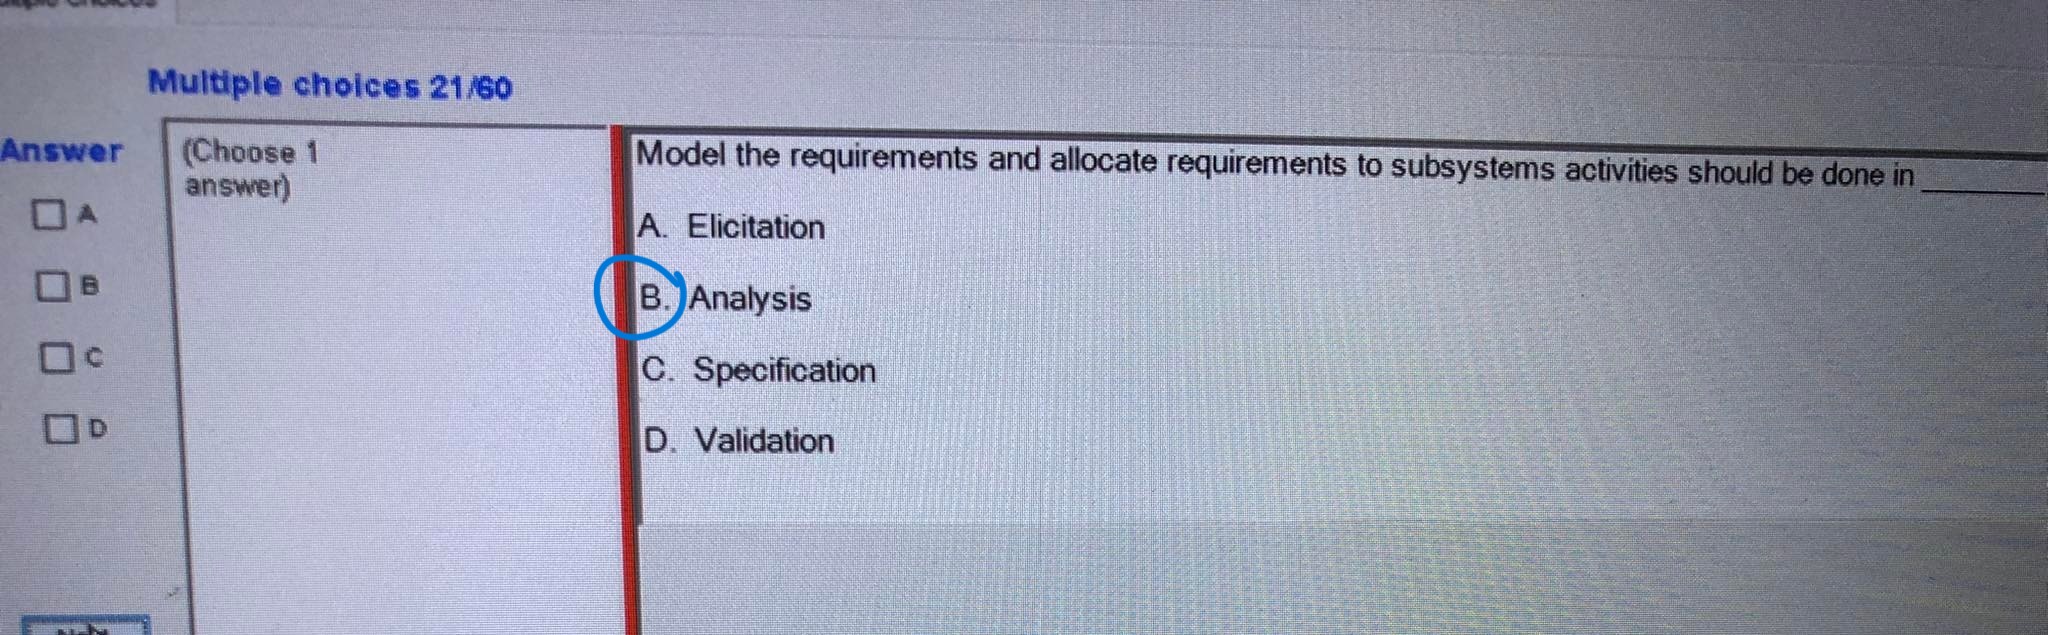 Multiple choices 21/60
Answer
(Choose 1
answer)
A
B
C
D
Model the requirements and allocate requirements to subsystems activities should be done in ________
A. Elicitation
B. Analysis
C. Specification
D. Validation